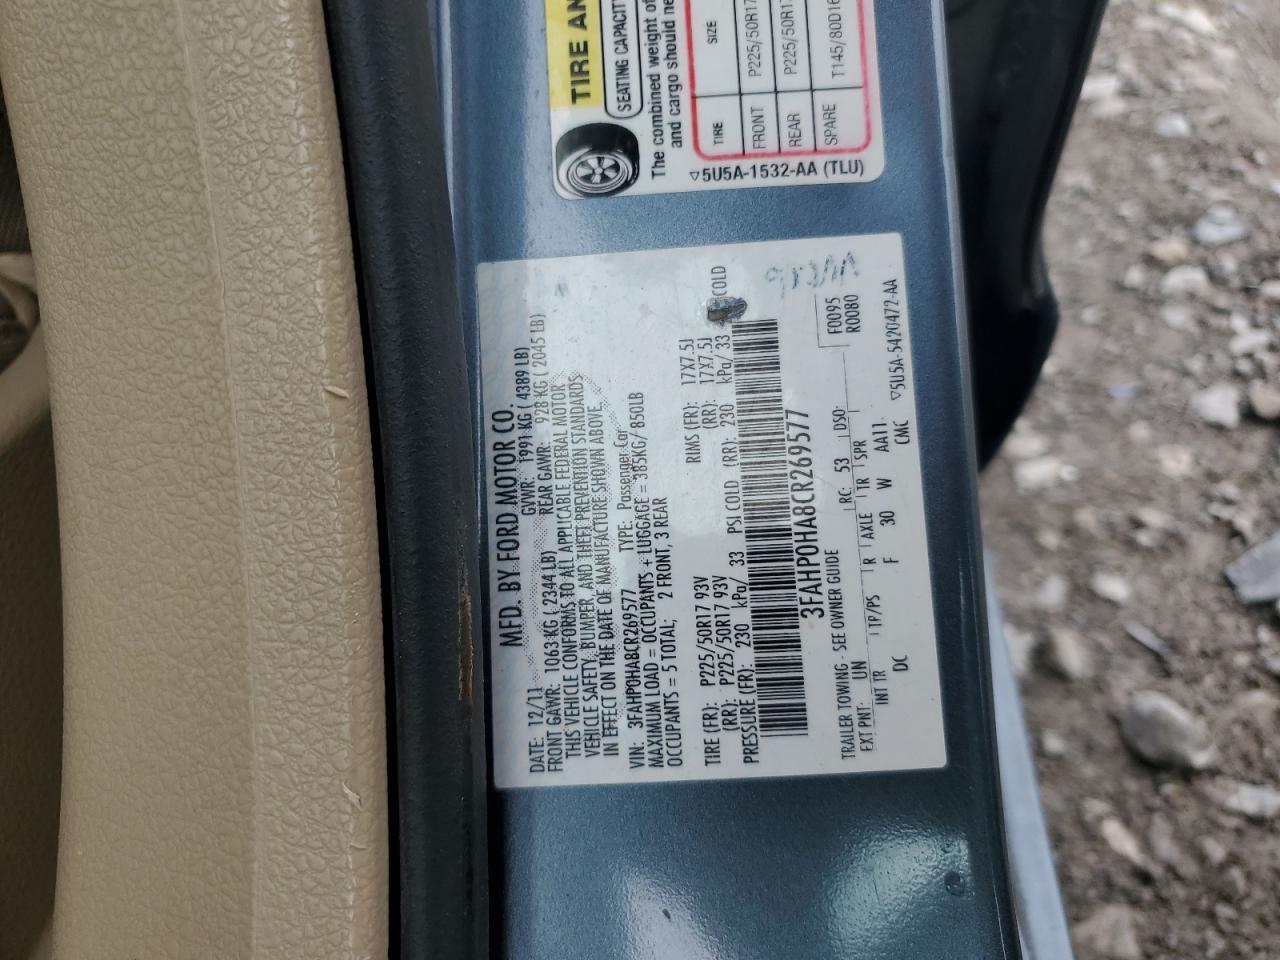 TIRE AN
SEATING CAPACITY
The combined weight of
and cargo should ne
TIRE SIZE
FRONT P225/50R17
REAR P225/50R17
SPARE T145/80D16
5U5A-1532-AA (TLU)
MFD. BY FORD MOTOR CO.
DATE: 12/11 GVWR: 1991 KG ( 4389 LB)
FRONT GAWR: 1063 KG ( 2344 LB) REAR GAWR: 928 KG ( 2045 LB)
THIS VEHICLE CONFORMS TO ALL APPLICABLE FEDERAL MOTOR
VEHICLE SAFETY, BUMPER, AND THEFT PREVENTION STANDARDS
IN EFFECT ON THE DATE OF MANUFACTURE SHOWN ABOVE
VIN: 3FAHP0HA8CR269577 TYPE: Passenger Car
MAXIMUM LOAD = OCCUPANTS + LUGGAGE = 385KG/ 850LB
OCCUPANTS = 5 TOTAL; 2 FRONT, 3 REAR
TIRE (FR): P225/50R17 93V RIMS (FR): 17X7.5J
(RR): P225/50R17 93V (RR): 17X7.5J
PRESSURE (FR): 230 kPa/ 33 PSI COLD (RR): 230 kPa/ 33 COLD
3FAHP0HA8CR269577
F0095
R0080
TRAILER TOWING - SEE OWNER GUIDE RC: 53 DSO:
EXT PNT: UN TP/PS R AXLE TR SPR
INT TR F 30 W AA11
DC CMC
5U5A-5420472-AA